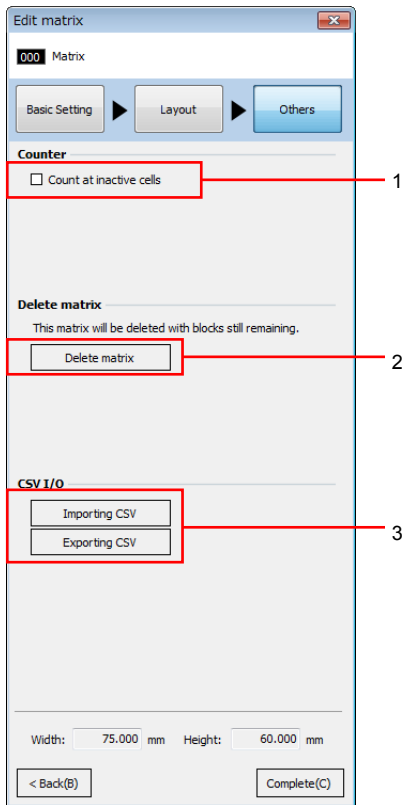 Edit matrix
000 Matrix
Basic Setting Layout Others
Counter
Count at inactive cells
1
Delete matrix
This matrix will be deleted with blocks still remaining.
Delete matrix
2
CSV I/O
Importing CSV
Exporting CSV
3
Width: 75.000 mm Height: 60.000 mm
< Back(B) Complete(C)